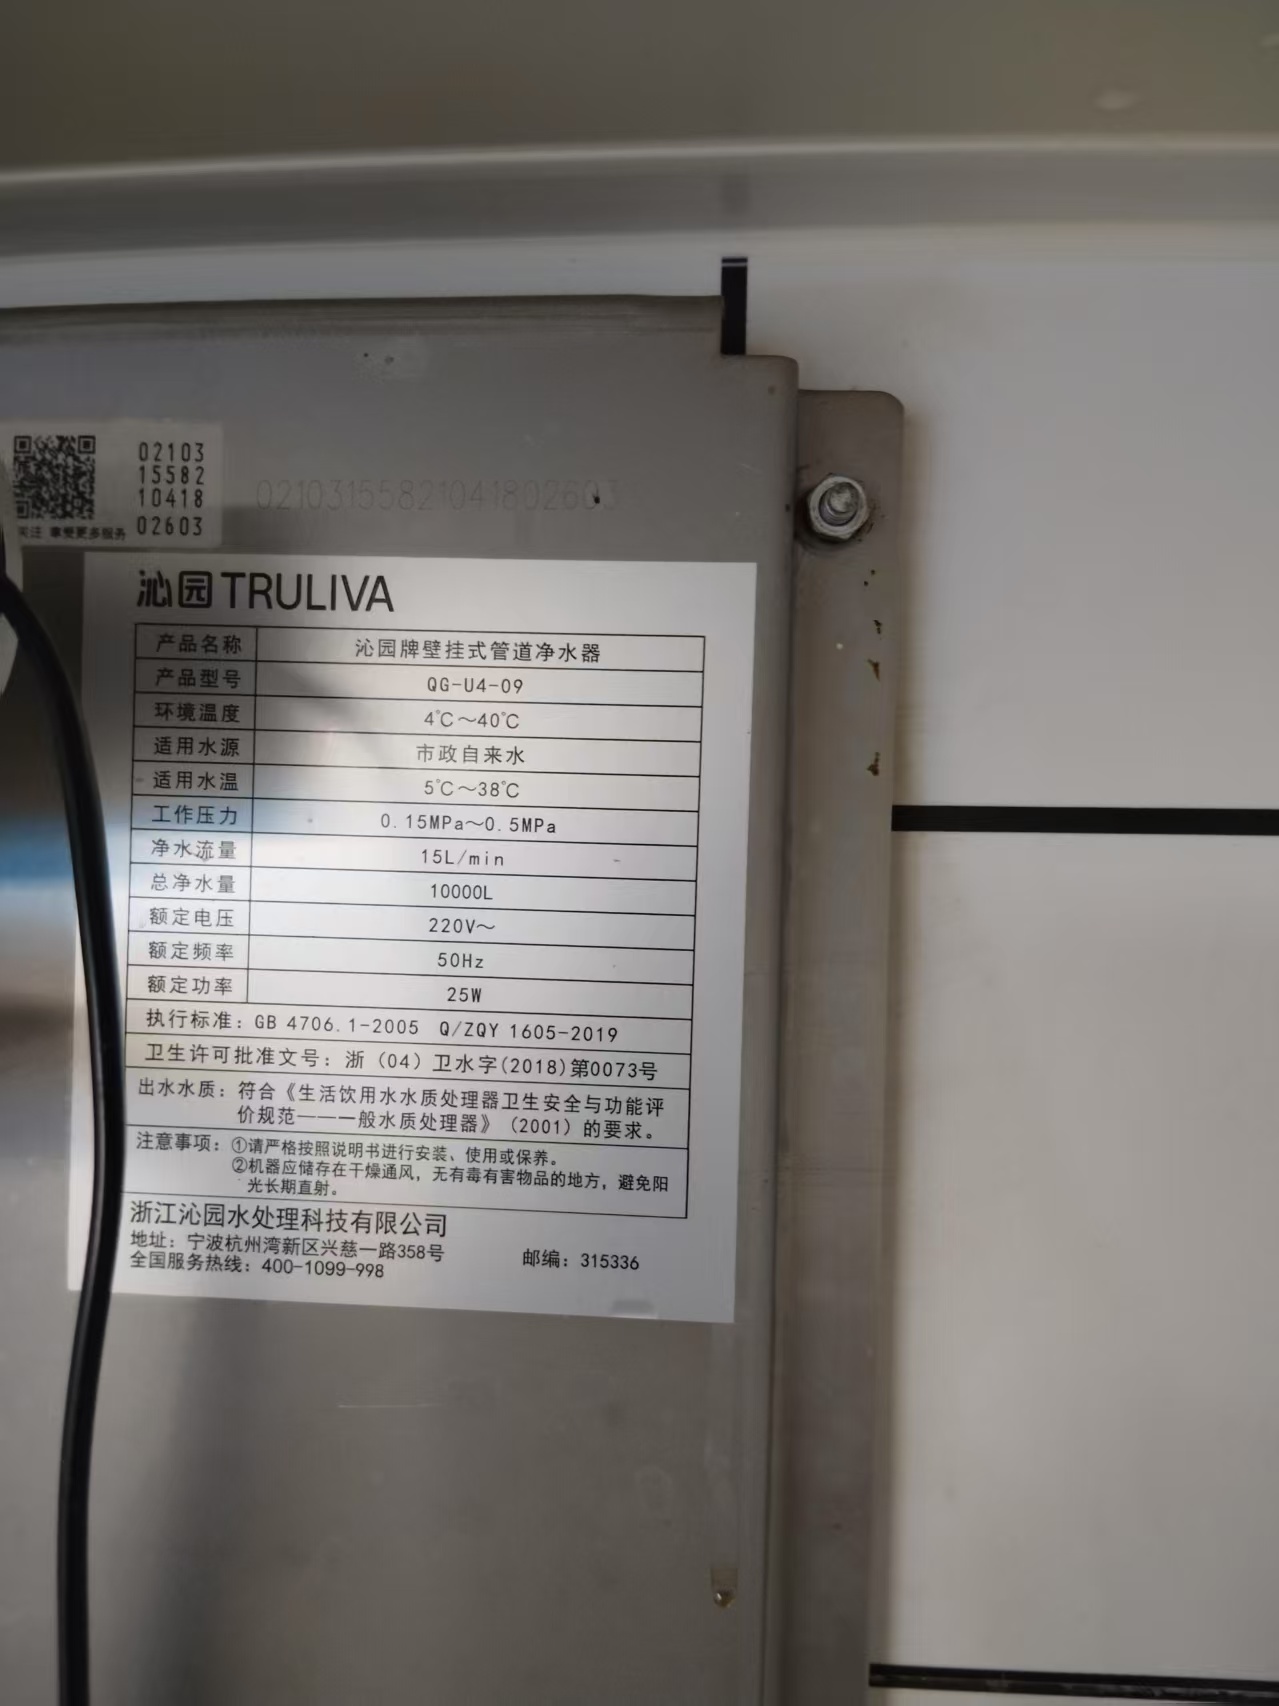 02103
15582
10418
02603
关注 享受更多服务
02103155821041802603
沁园TRULIVA
产品名称 沁园牌壁挂式管道净水器
产品型号 QG-U4-09
环境温度 4℃～40℃
适用水源 市政自来水
适用水温 5℃～38℃
工作压力 0.15MPa～0.5MPa
净水流量 15L/min
总净水量 10000L
额定电压 220V～
额定频率 50Hz
额定功率 25W
执行标准：GB 4706.1-2005 Q/ZQY 1605-2019
卫生许可批准文号：浙（04）卫水字(2018)第0073号
出水水质：符合《生活饮用水水质处理器卫生安全与功能评
价规范——一般水质处理器》（2001）的要求。
注意事项：①请严格按照说明书进行安装、使用或保养。
②机器应储存在干燥通风，无有毒有害物品的地方，避免阳
光长期直射。
浙江沁园水处理科技有限公司
地址：宁波杭州湾新区兴慈一路358号 邮编：315336
全国服务热线：400-1099-998